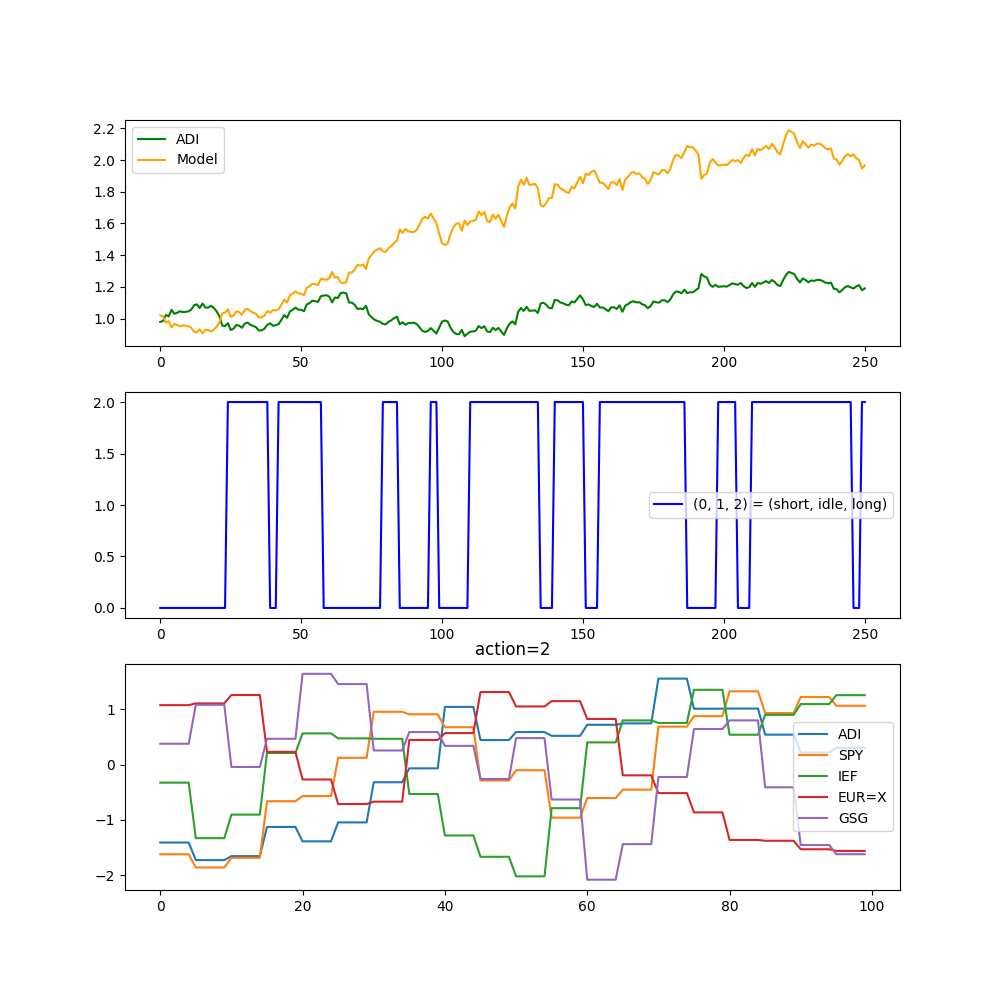 2.2
2.0
1.8
1.6
1.4
1.2
1.0
ADI
Model
0 50 100 150 200 250
2.0
1.5
1.0
0.5
0.0
(0, 1, 2) = (short, idle, long)
0 50 100 150 200 250
action=2
1
0
−1
−2
ADI
SPY
IEF
EUR=X
GSG
0 20 40 60 80 100